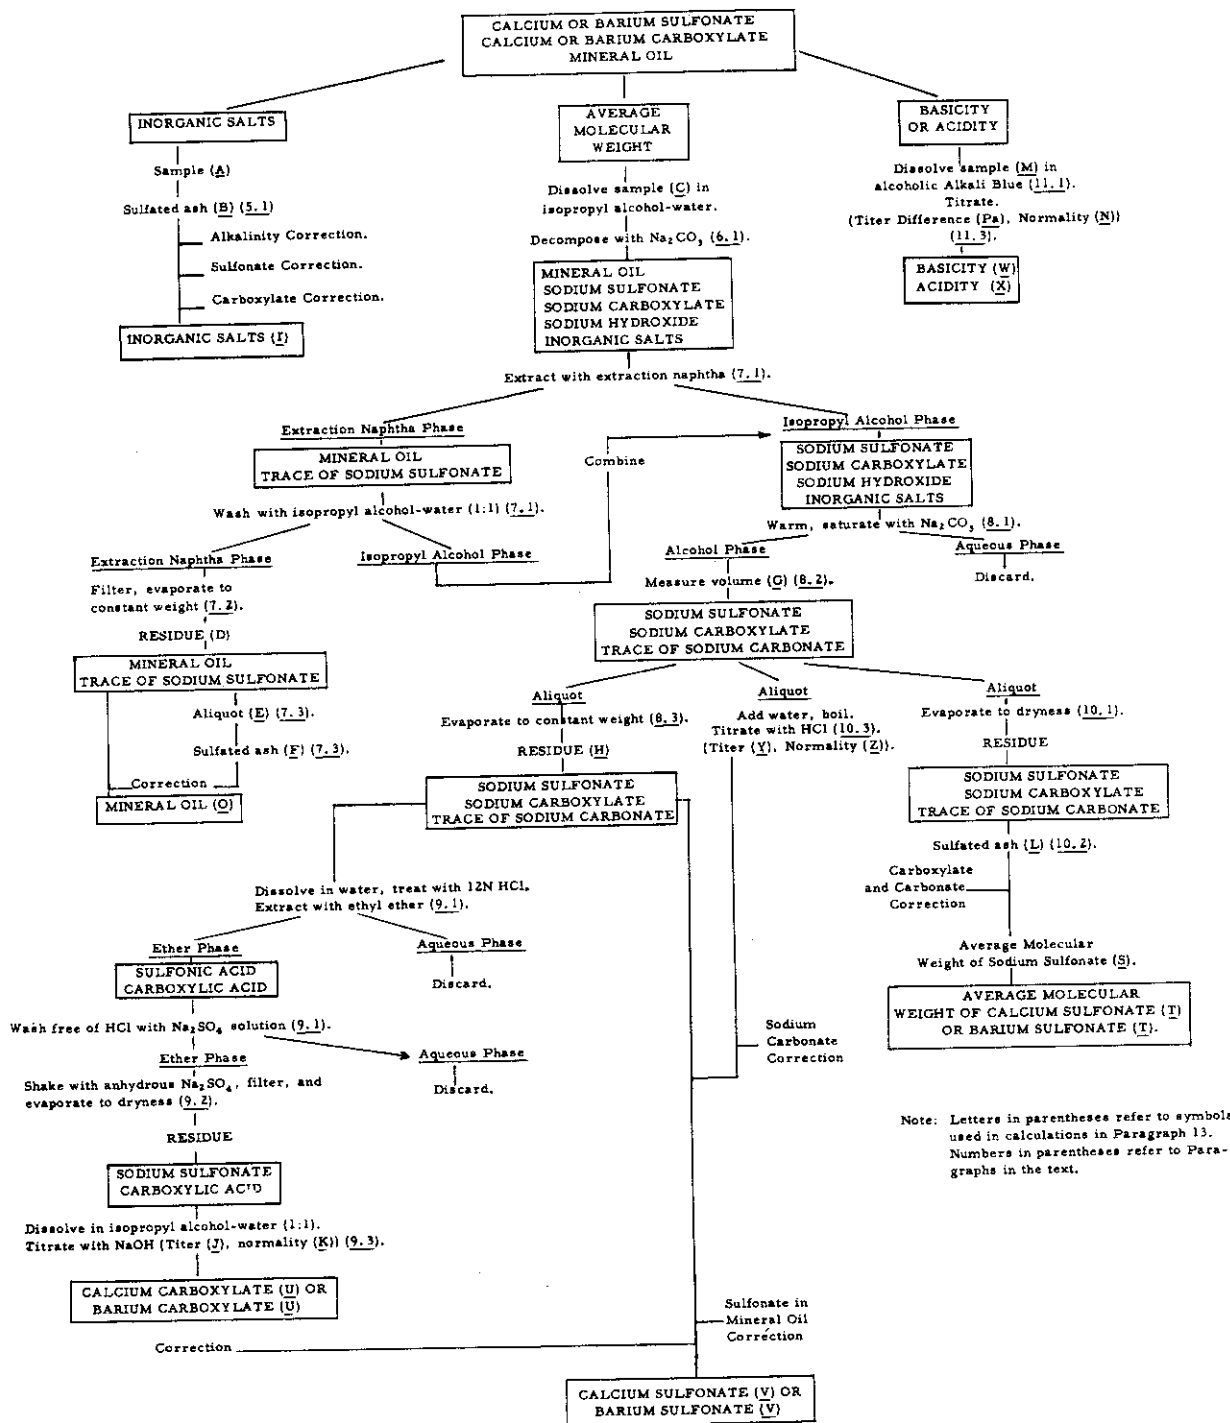 CALCIUM OR BARIUM SULFONATE
CALCIUM OR BARIUM CARBOXYLATE
MINERAL OIL
INORGANIC SALTS
Sample (A)
Sulfated ash (B) (5.1)
Alkalinity Correction.
Sulfonate Correction.
Carboxylate Correction.
INORGANIC SALTS (I)
AVERAGE
MOLECULAR
WEIGHT
Dissolve sample (C) in
isopropyl alcohol-water.
Decompose with Na₂CO₃ (6.1).
MINERAL OIL
SODIUM SULFONATE
SODIUM CARBOXYLATE
SODIUM HYDROXIDE
INORGANIC SALTS
BASICITY
OR ACIDITY
Dissolve sample (M) in
alcoholic Alkali Blue (11.1).
Titrate.
(Titer Difference (Pa), Normality (N))
(11.3).
BASICITY (W)
ACIDITY (X)
Extract with extraction naphtha (7.1).
Extraction Naphtha Phase
MINERAL OIL
TRACE OF SODIUM SULFONATE
Wash with isopropyl alcohol-water (1:1) (7.1).
Combine
Isopropyl Alcohol Phase
SODIUM SULFONATE
SODIUM CARBOXYLATE
SODIUM HYDROXIDE
INORGANIC SALTS
Warm, saturate with Na₂CO₃ (8.1).
Extraction Naphtha Phase
Filter, evaporate to
constant weight (7.2).
RESIDUE (D)
MINERAL OIL
TRACE OF SODIUM SULFONATE
Aliquot (E) (7.3).
Sulfated ash (F) (7.3).
Correction
MINERAL OIL (O)
Isopropyl Alcohol Phase
Alcohol Phase
Measure volume (G) (8.2).
Aqueous Phase
Discard.
SODIUM SULFONATE
SODIUM CARBOXYLATE
TRACE OF SODIUM CARBONATE
Aliquot
Evaporate to constant weight (8.3).
RESIDUE (H)
SODIUM SULFONATE
SODIUM CARBOXYLATE
TRACE OF SODIUM CARBONATE
Aliquot
Add water, boil.
Titrate with HCl (10.3).
(Titer (Y), Normality (Z)).
Aliquot
Evaporate to dryness (10.1).
RESIDUE
SODIUM SULFONATE
SODIUM CARBOXYLATE
TRACE OF SODIUM CARBONATE
Sulfated ash (L) (10.2).
Carboxylate
and Carbonate
Correction
Average Molecular
Weight of Sodium Sulfonate (S).
AVERAGE MOLECULAR
WEIGHT OF CALCIUM SULFONATE (T)
OR BARIUM SULFONATE (T).
Dissolve in water, treat with 12N HCl.
Extract with ethyl ether (9.1).
Ether Phase
SULFONIC ACID
CARBOXYLIC ACID
Aqueous Phase
Discard.
Wash free of HCl with Na₂SO₄ solution (9.1).
Ether Phase
Shake with anhydrous Na₂SO₄, filter, and
evaporate to dryness (9.2).
Aqueous Phase
Discard.
RESIDUE
SODIUM SULFONATE
CARBOXYLIC ACID
Dissolve in isopropyl alcohol-water (1:1).
Titrate with NaOH (Titer (J), normality (K)) (9.3).
CALCIUM CARBOXYLATE (U) OR
BARIUM CARBOXYLATE (U)
Correction
Sodium
Carbonate
Correction
Sulfonate in
Mineral Oil
Correction
CALCIUM SULFONATE (V) OR
BARIUM SULFONATE (V)
Note: Letters in parentheses refer to symbols
used in calculations in Paragraph 13.
Numbers in parentheses refer to Para-
graphs in the text.